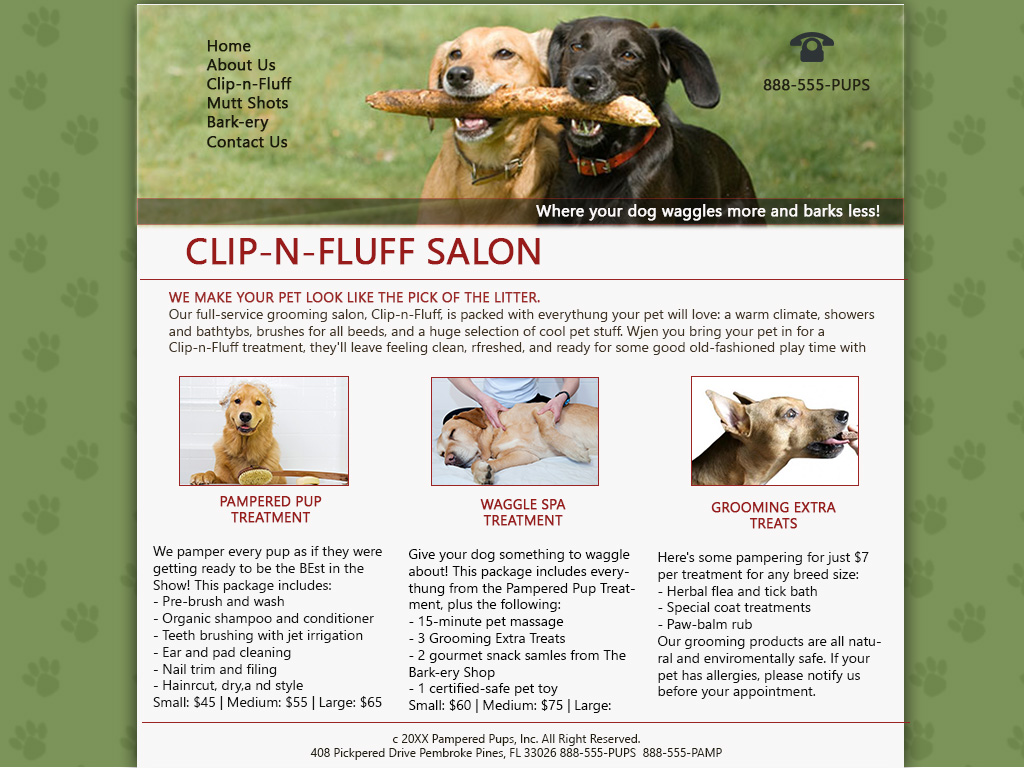 Home
About Us
Clip-n-Fluff
Mutt Shots
Bark-ery
Contact Us
888-555-PUPS
Where your dog waggles more and barks less!
CLIP-N-FLUFF SALON
WE MAKE YOUR PET LOOK LIKE THE PICK OF THE LITTER.
Our full-service grooming salon, Clip-n-Fluff, is packed with everythung your pet will love: a warm climate, showers
and bathtybs, brushes for all beeds, and a huge selection of cool pet stuff. Wjen you bring your pet in for a
Clip-n-Fluff treatment, they'll leave feeling clean, rfreshed, and ready for some good old-fashioned play time with
PAMPERED PUP
TREATMENT
We pamper every pup as if they were
getting ready to be the BEst in the
Show! This package includes:
- Pre-brush and wash
- Organic shampoo and conditioner
- Teeth brushing with jet irrigation
- Ear and pad cleaning
- Nail trim and filing
- Hainrcut, dry,a nd style
Small: $45 | Medium: $55 | Large: $65
WAGGLE SPA
TREATMENT
Give your dog something to waggle
about! This package includes every-
thung from the Pampered Pup Treat-
ment, plus the following:
- 15-minute pet massage
- 3 Grooming Extra Treats
- 2 gourmet snack samles from The
Bark-ery Shop
- 1 certified-safe pet toy
Small: $60 | Medium: $75 | Large:
GROOMING EXTRA
TREATS
Here's some pampering for just $7
per treatment for any breed size:
- Herbal flea and tick bath
- Special coat treatments
- Paw-balm rub
Our grooming products are all natu-
ral and enviromentally safe. If your
pet has allergies, please notify us
before your appointment.
c 20XX Pampered Pups, Inc. All Right Reserved.
408 Pickpered Drive Pembroke Pines, FL 33026 888-555-PUPS 888-555-PAMP